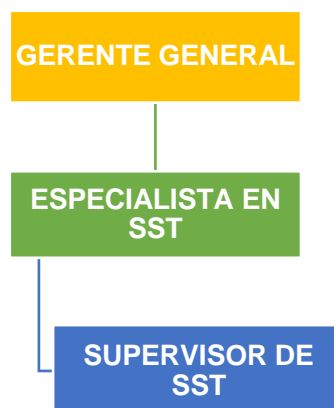 GERENTE GENERAL
ESPECIALISTA EN
SST
SUPERVISOR DE
SST